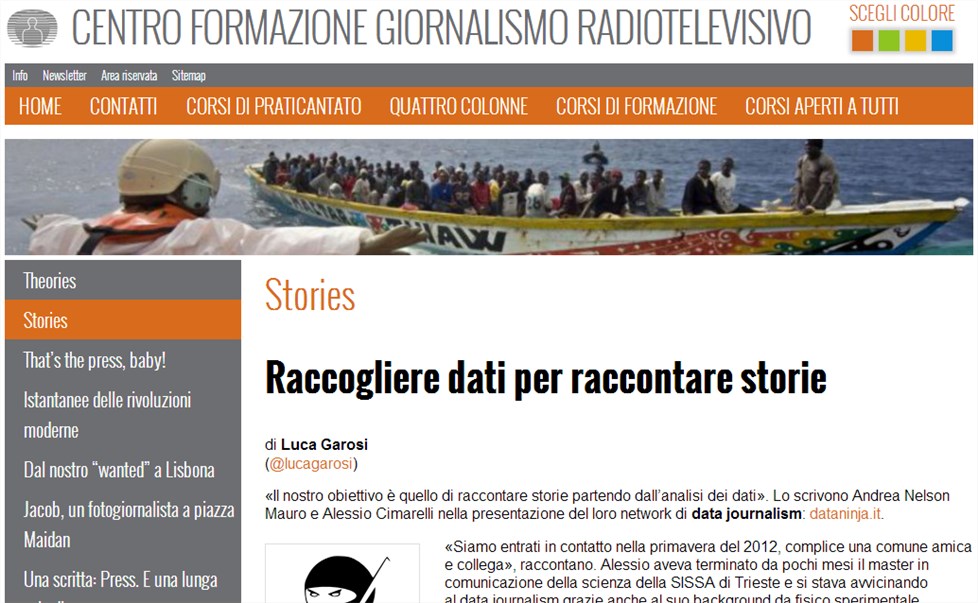 CENTRO FORMAZIONE GIORNALISMO RADIOTELEVISIVO
SCEGLI COLORE
Info Newsletter Area riservata Sitemap
HOME CONTATTI CORSI DI PRATICANTATO QUATTRO COLONNE CORSI DI FORMAZIONE CORSI APERTI A TUTTI
Theories
Stories
That's the press, baby!
Istantanee delle rivoluzioni
moderne
Dal nostro “wanted” a Lisbona
Jacob, un fotogiornalista a piazza
Maidan
Una scritta: Press. E una lunga
Stories
Raccogliere dati per raccontare storie
di Luca Garosi
(@lucagarosi)
«Il nostro obiettivo è quello di raccontare storie partendo dall’analisi dei dati». Lo scrivono Andrea Nelson
Mauro e Alessio Cimarelli nella presentazione del loro network di data journalism: dataninja.it.
«Siamo entrati in contatto nella primavera del 2012, complice una comune amica
e collega», raccontano. Alessio aveva terminato da pochi mesi il master in
comunicazione della scienza della SISSA di Trieste e si stava avvicinando
al data journalism grazie anche al suo background da fisico sperimentale